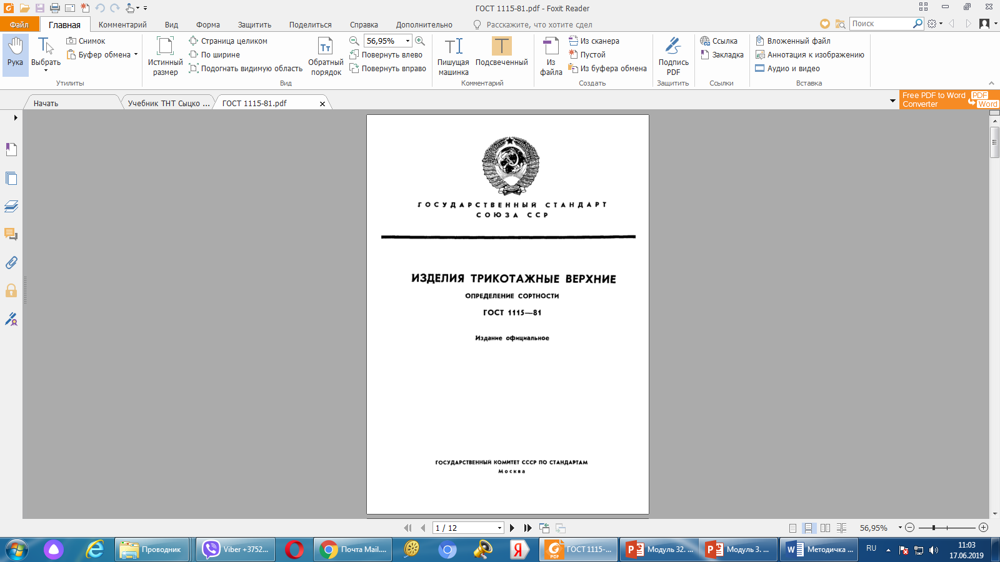 ГОСТ 1115-81.pdf - Foxit Reader
Файл
Главная
Комментарий
Вид
Форма
Защитить
Поделиться
Справка
Дополнительно
Расскажите, что хотите сдел
Поиск
Рука
Выбрать
Снимок
Буфер обмена
Утилиты
Истинный
размер
Страница целиком
По ширине
Подогнать видимую область
Обратный
порядок
56,95%
Повернуть влево
Повернуть вправо
Вид
Пишущая
машинка
Подсвеченный
Комментарий
Из
файла
Из сканера
Пустой
Из буфера обмена
Создать
Подпись
PDF
Защитить
Ссылка
Закладка
Ссылки
Вложенный файл
Аннотация к изображению
Аудио и видео
Вставка
Начать
Учебник ТНТ Сыцко ...
ГОСТ 1115-81.pdf
Free PDF to Word
Converter
PDF
Word
ГОСУДАРСТВЕННЫЙ СТАНДАРТ
СОЮЗА ССР
ИЗДЕЛИЯ ТРИКОТАЖНЫЕ ВЕРХНИЕ
ОПРЕДЕЛЕНИЕ СОРТНОСТИ
ГОСТ 1115—81
Издание официальное
ГОСУДАРСТВЕННЫЙ КОМИТЕТ СССР ПО СТАНДАРТАМ
Москва
1 / 12
56,95%
Проводник
Viber +3752...
Почта Mail....
ГОСТ 1115-...
Модуль 32. ...
Модуль 3. ...
Методичка ...
RU
11:03
17.06.2019